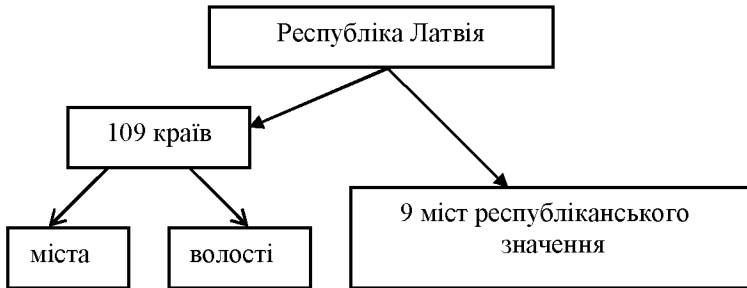 Республіка Латвія
109 країв
міста
волості
9 міст республіканського
значення